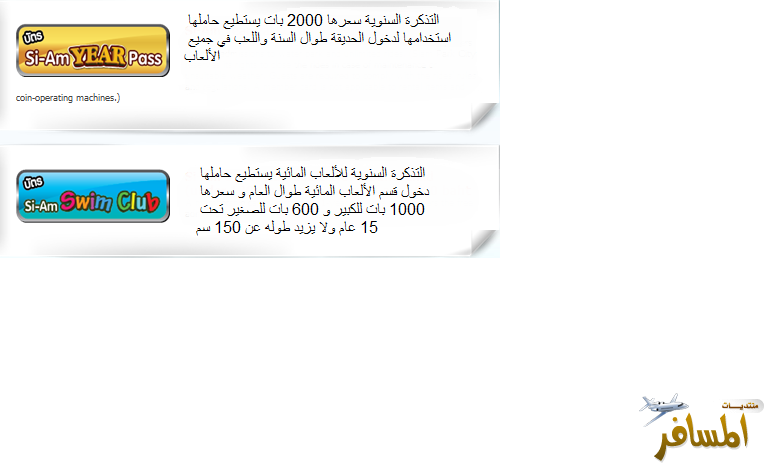 التذكرة السنوية سعرها 2000 بات يستطيع حاملها
استخدامها لدخول الحديقة طوال السنة واللعب في جميع
الألعاب
บัตร
Si-Am YEAR Pass
coin-operating machines.)
التذكرة السنوية للألعاب المائية يستطيع حاملها
دخول قسم الألعاب المائية طوال العام و سعرها
1000 بات للكبير و 600 بات للصغير تحت
15 عام ولا يزيد طوله عن 150 سم
บัตร
Si-Am Swim Club
منتديــات
المسافر